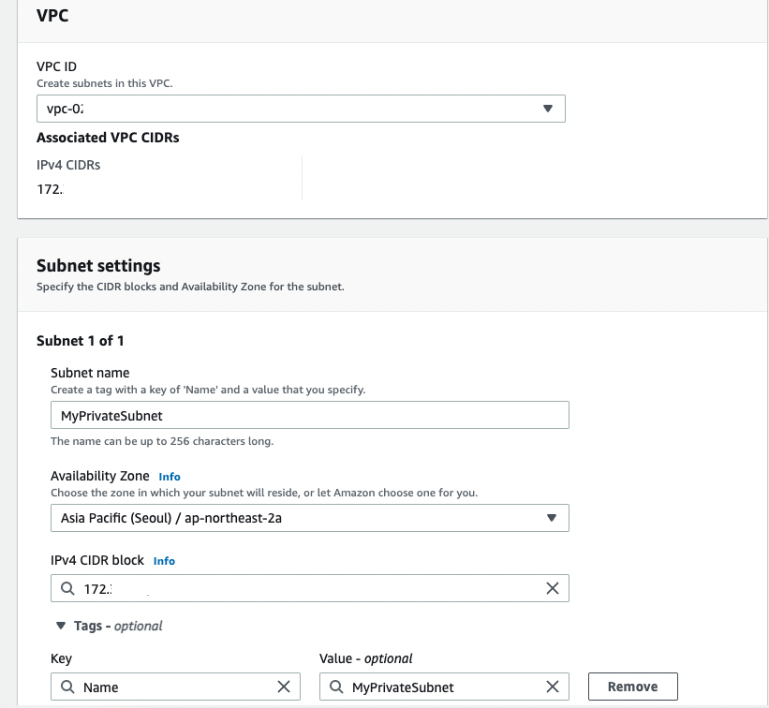 VPC
VPC ID
Create subnets in this VPC.
vpc-02
Associated VPC CIDRs
IPv4 CIDRs
172.
Subnet settings
Specify the CIDR blocks and Availability Zone for the subnet.
Subnet 1 of 1
Subnet name
Create a tag with a key of 'Name' and a value that you specify.
MyPrivateSubnet
The name can be up to 256 characters long.
Availability Zone Info
Choose the zone in which your subnet will reside, or let Amazon choose one for you.
Asia Pacific (Seoul) / ap-northeast-2a
IPv4 CIDR block Info
172.
Tags - optional
Key Value - optional
Name MyPrivateSubnet Remove